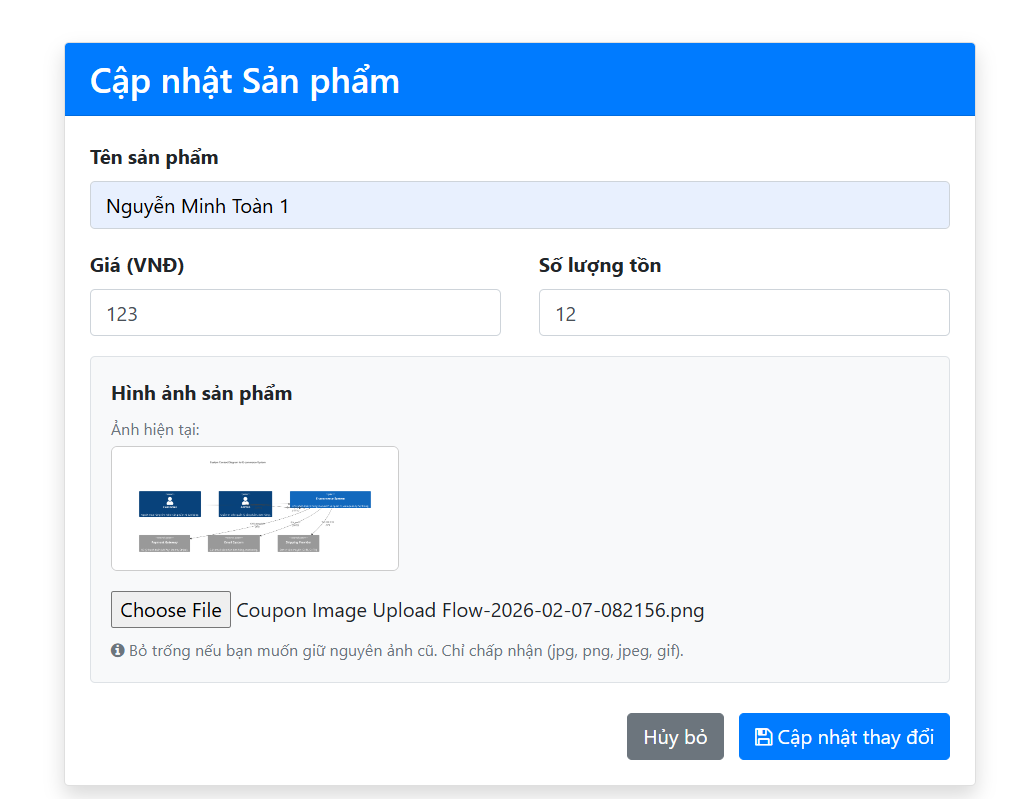 Cập nhật Sản phẩm
Tên sản phẩm
Nguyễn Minh Toàn 1
Giá (VNĐ)
Số lượng tồn
123
12
Hình ảnh sản phẩm
Ảnh hiện tại:
Choose File Coupon Image Upload Flow-2026-02-07-082156.png
Bỏ trống nếu bạn muốn giữ nguyên ảnh cũ. Chỉ chấp nhận (jpg, png, jpeg, gif).
Hủy bỏ
Cập nhật thay đổi